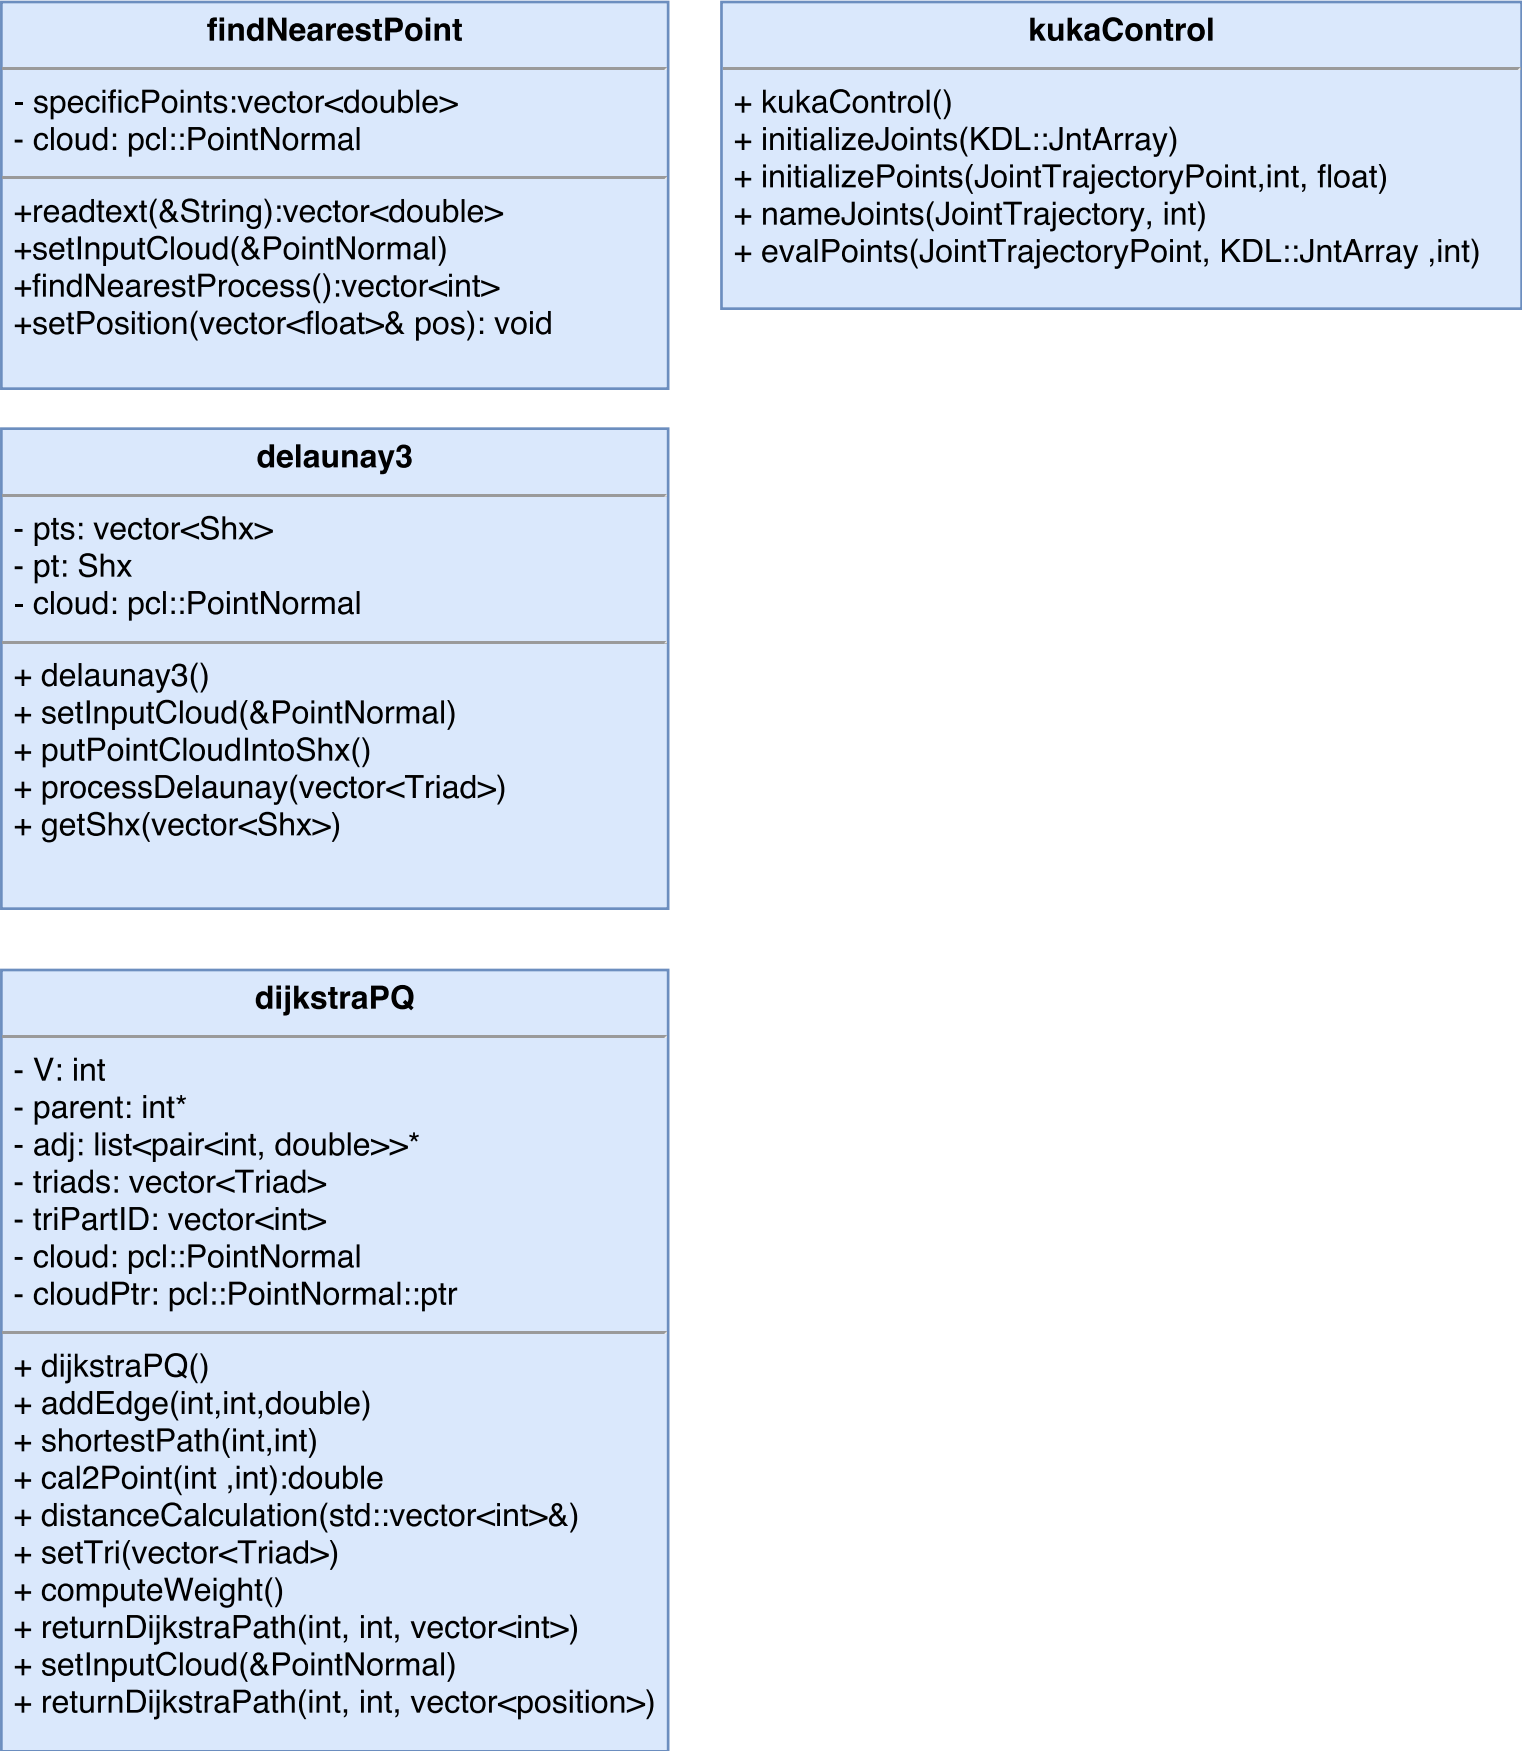 findNearestPoint
- specificPoints:vector<double>
- cloud: pcl::PointNormal
+readtext(&String):vector<double>
+setInputCloud(&PointNormal)
+findNearestProcess():vector<int>
+setPosition(vector<float>& pos): void
kukaControl
+ kukaControl()
+ initializeJoints(KDL::JntArray)
+ initializePoints(JointTrajectoryPoint,int, float)
+ nameJoints(JointTrajectory, int)
+ evalPoints(JointTrajectoryPoint, KDL::JntArray ,int)
delaunay3
- pts: vector<Shx>
- pt: Shx
- cloud: pcl::PointNormal
+ delaunay3()
+ setInputCloud(&PointNormal)
+ putPointCloudIntoShx()
+ processDelaunay(vector<Triad>)
+ getShx(vector<Shx>)
dijkstraPQ
- V: int
- parent: int*
- adj: list<pair<int, double>>*
- triads: vector<Triad>
- triPartID: vector<int>
- cloud: pcl::PointNormal
- cloudPtr: pcl::PointNormal::ptr
+ dijkstraPQ()
+ addEdge(int,int,double)
+ shortestPath(int,int)
+ cal2Point(int ,int):double
+ distanceCalculation(std::vector<int>&)
+ setTri(vector<Triad>)
+ computeWeight()
+ returnDijkstraPath(int, int, vector<int>)
+ setInputCloud(&PointNormal)
+ returnDijkstraPath(int, int, vector<position>)